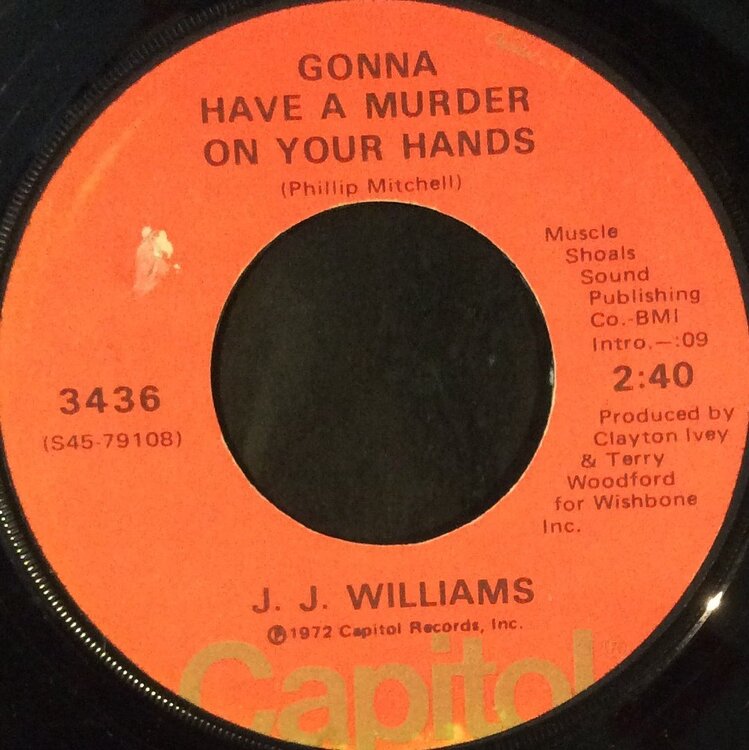 GONNA
HAVE A MURDER
ON YOUR HANDS
(Phillip Mitchell)
Muscle
Shoals
Sound
Publishing
Co.-BMI
Intro.—:09
2:40
3436
(S45-79108)
Produced by
Clayton Ivey
& Terry
Woodford
for Wishbone
Inc.
J. J. WILLIAMS
Ⓟ1972 Capitol Records, Inc.
Capitol